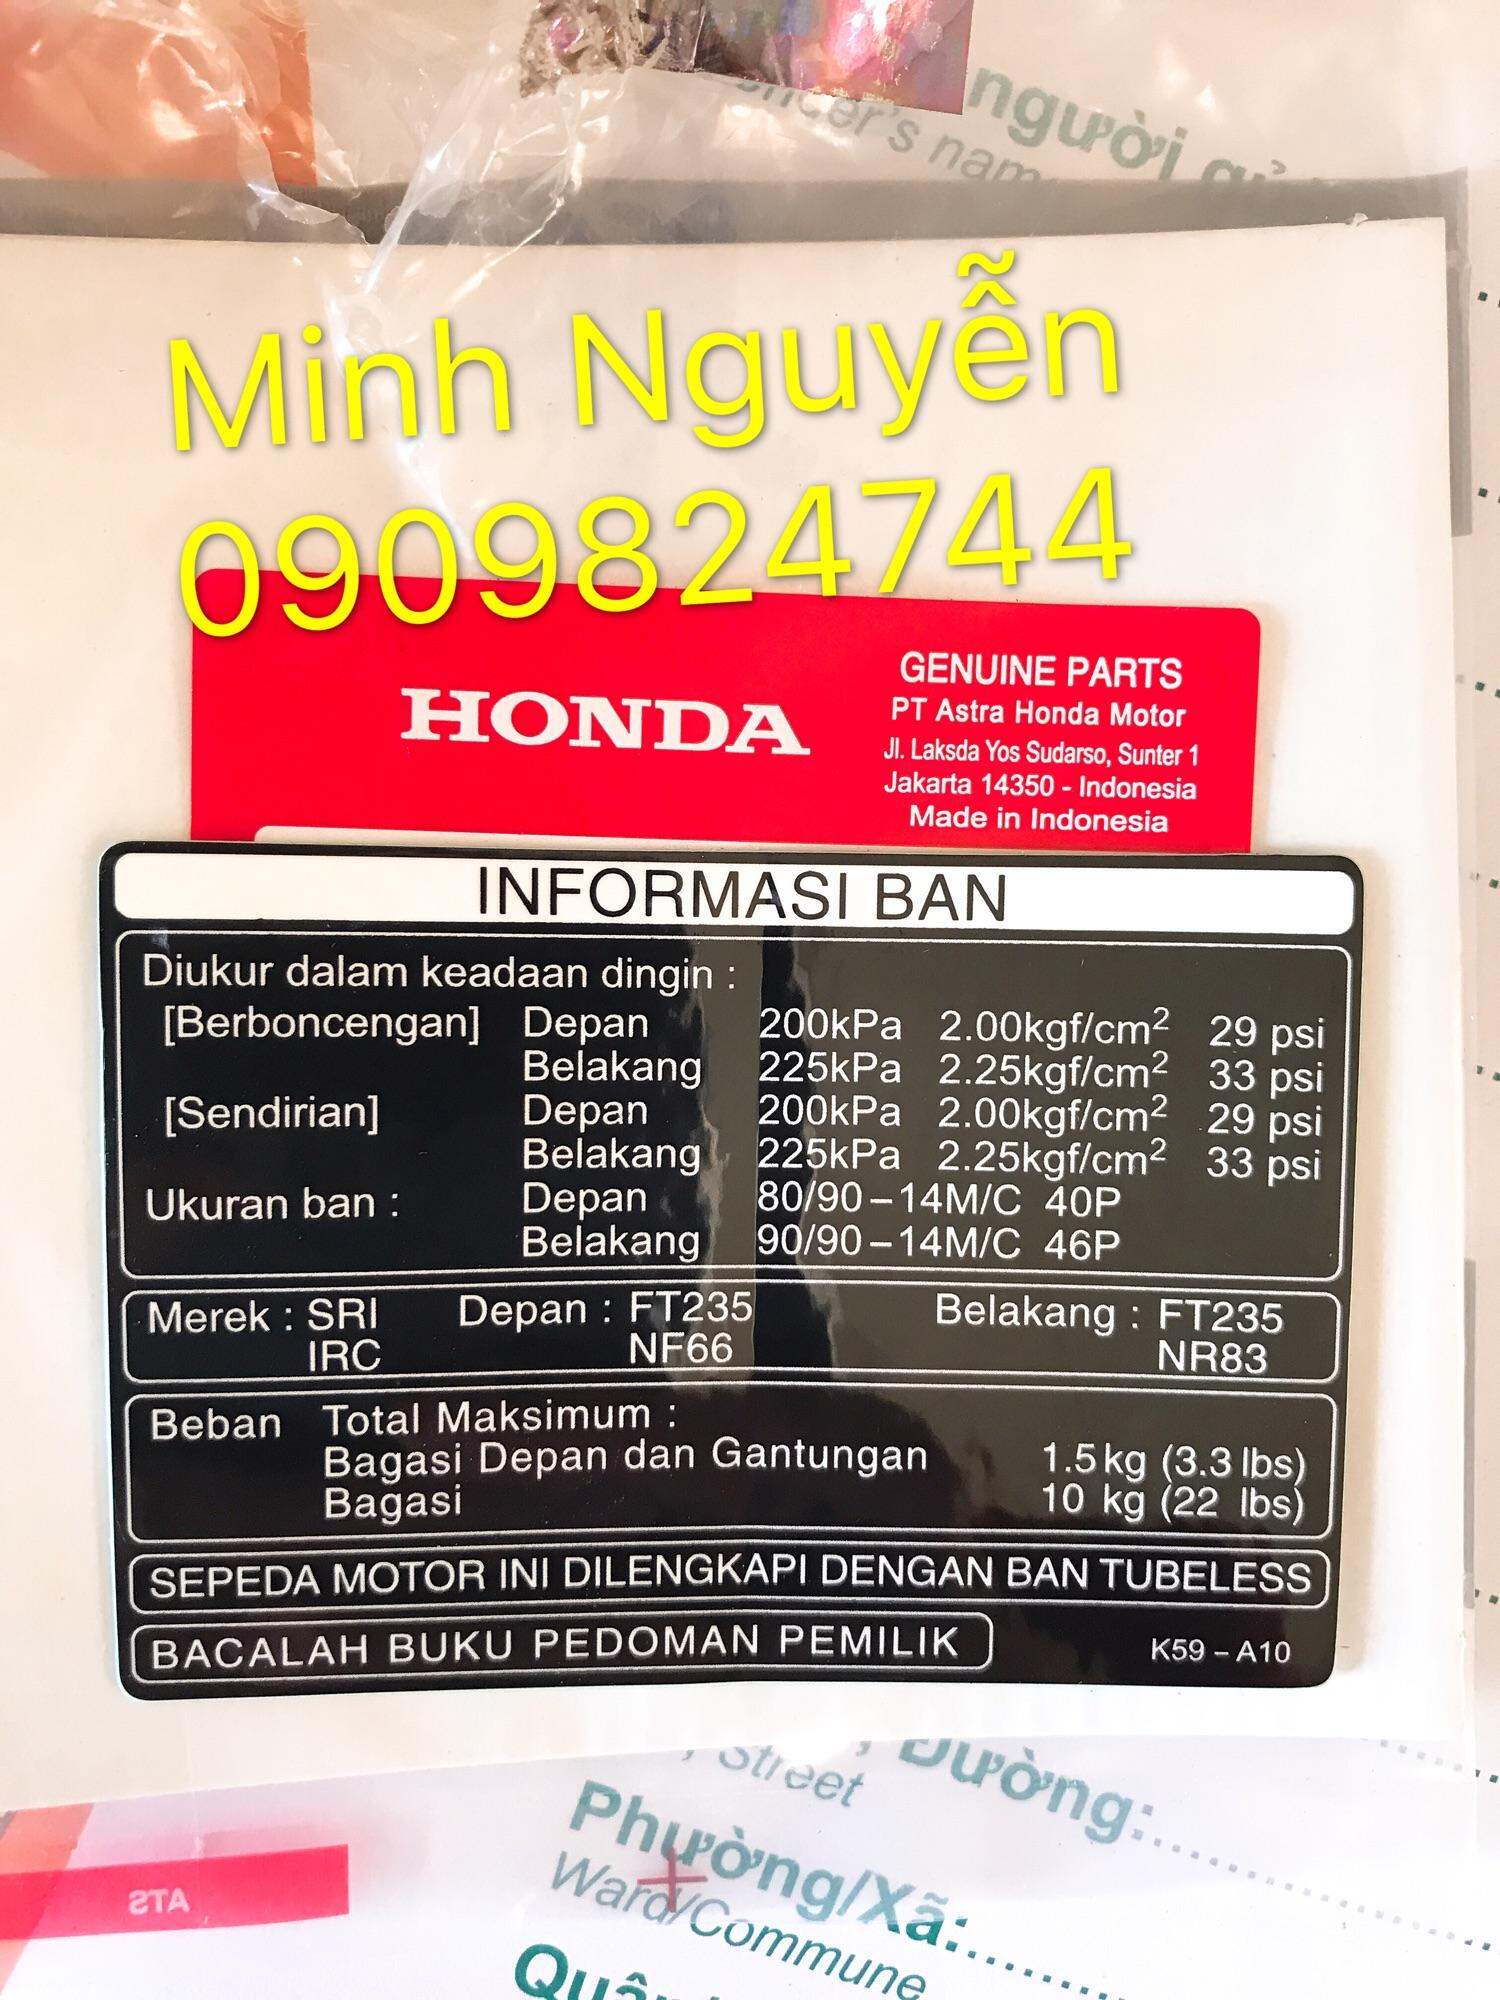 người
name
Minh Nguyễn
0909824744
HONDA
GENUINE PARTS
PT Astra Honda Motor
Jl. Laksda Yos Sudarso, Sunter 1
Jakarta 14350 - Indonesia
Made in Indonesia
INFORMASI BAN
Diukur dalam keadaan dingin :
[Berboncengan] Depan 200kPa 2.00kgf/cm² 29 psi
Belakang 225kPa 2.25kgf/cm² 33 psi
[Sendirian] Depan 200kPa 2.00kgf/cm² 29 psi
Belakang 225kPa 2.25kgf/cm² 33 psi
Ukuran ban : Depan 80/90–14M/C 40P
Belakang 90/90–14M/C 46P
Merek : SRI Depan : FT235 Belakang : FT235
IRC NF66 NR83
Beban Total Maksimum :
Bagasi Depan dan Gantungan 1.5 kg (3.3 lbs)
Bagasi 10 kg (22 lbs)
SEPEDA MOTOR INI DILENGKAPI DENGAN BAN TUBELESS
BACALAH BUKU PEDOMAN PEMILIK K59 – A10
Đường:
Street
Phường/Xã:
Ward/Commune
ATS